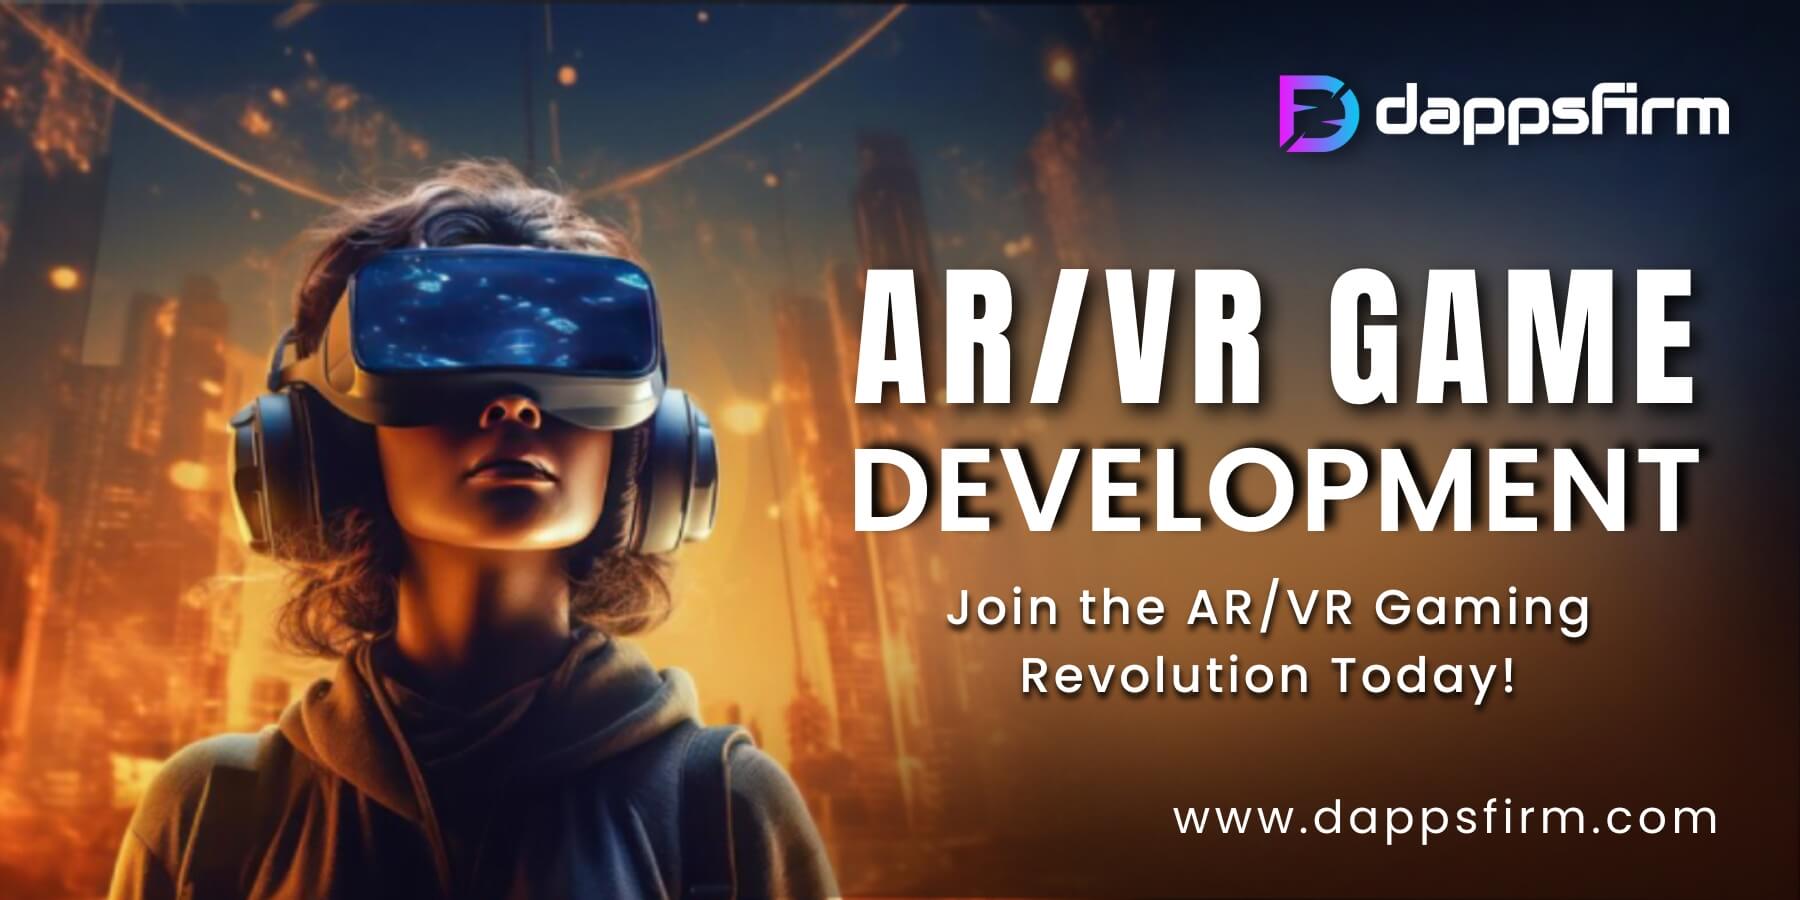 dappsfirm
AR/VR GAME
DEVELOPMENT
Join the AR/VR Gaming
Revolution Today!
www.dappsfirm.com